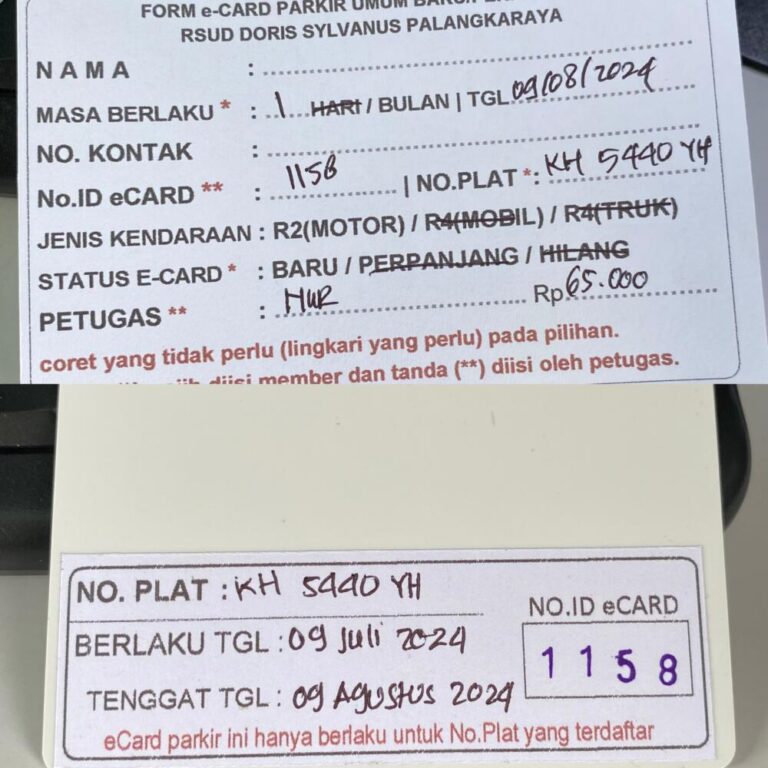 FORM e-CARD PARKIR UMUM
RSUD DORIS SYLVANUS PALANGKARAYA
NAMA :
MASA BERLAKU * : 1 HARI / BULAN | TGL 09/08/2024
NO. KONTAK :
No.ID eCARD ** : 1158 | NO.PLAT *: KH 5440 YH
JENIS KENDARAAN : R2(MOTOR) / R4(MOBIL) / R4(TRUK)
STATUS E-CARD * : BARU / PERPANJANG / HILANG
PETUGAS ** : NUR Rp 65.000
coret yang tidak perlu (lingkari yang perlu) pada pilihan.
diisi member dan tanda (**) diisi oleh petugas.
NO. PLAT : KH 5440 YH
NO.ID eCARD
BERLAKU TGL : 09 Juli 2024
1158
TENGGAT TGL : 09 AGUSTUS 2024
eCard parkir ini hanya berlaku untuk No.Plat yang terdaftar